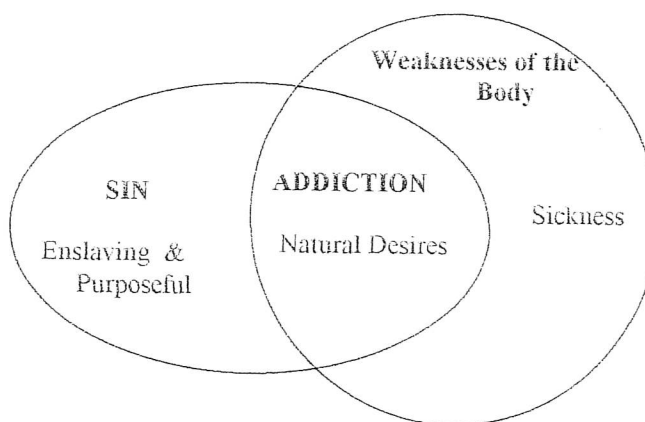 Weaknesses of the
Body
SIN
ADDICTION
Enslaving &
Purposeful
Natural Desires
Sickness